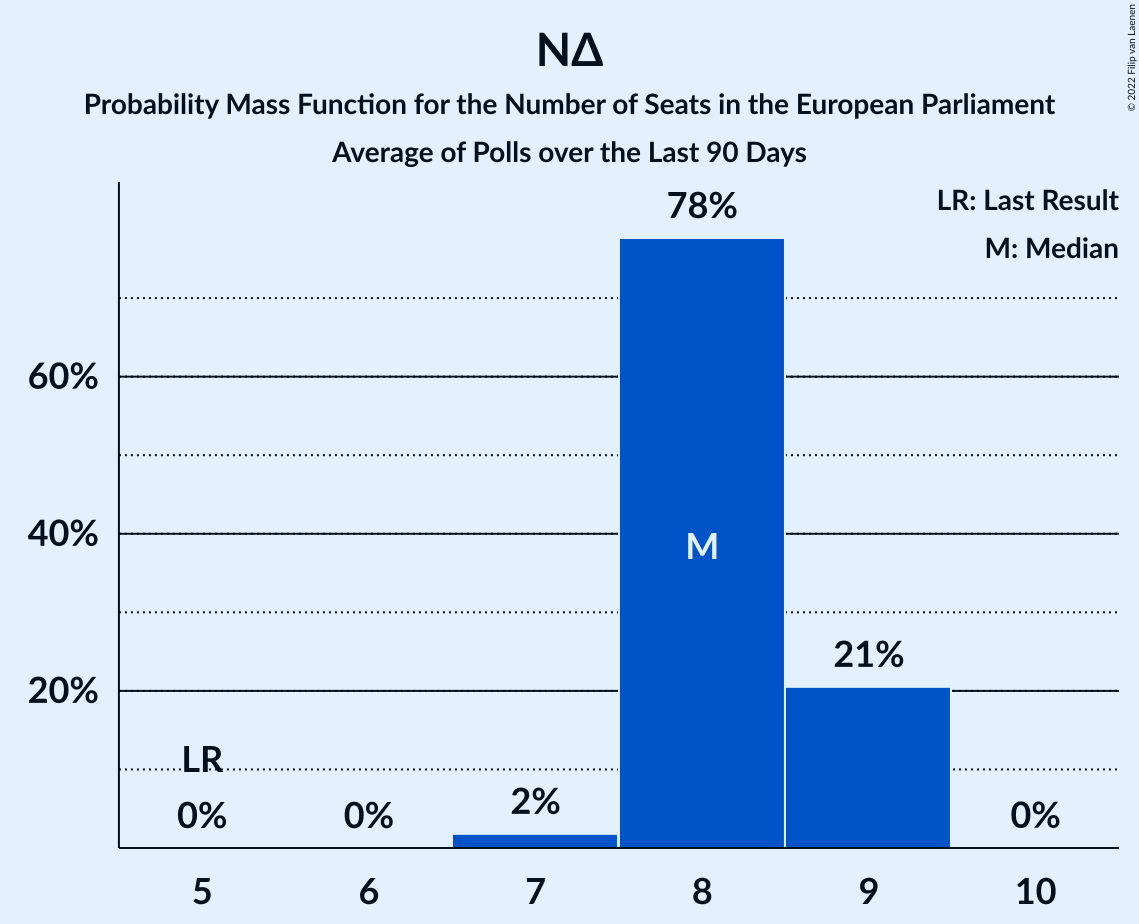 © 2022 Filip van Laenen
ΝΔ
Probability Mass Function for the Number of Seats in the European Parliament
Average of Polls over the Last 90 Days
LR: Last Result
M: Median
78%
60%
40%
M
21%
20%
LR
2%
0%
0%
0%
5 6 7 8 9 10